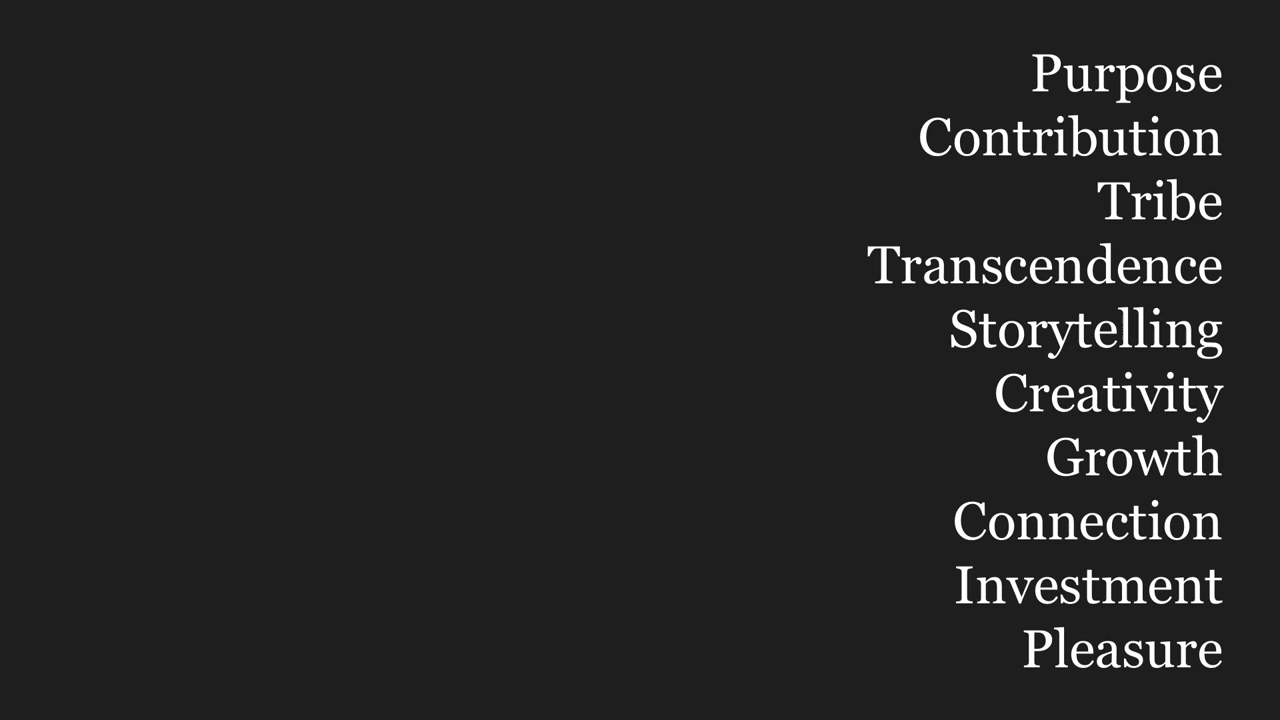 Purpose
Contribution
Tribe
Transcendence
Storytelling
Creativity
Growth
Connection
Investment
Pleasure